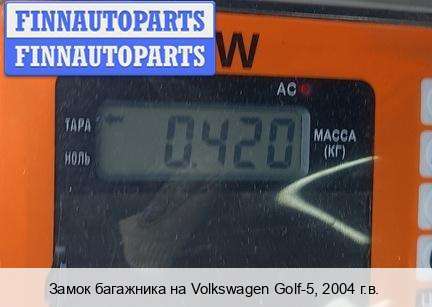 FINNAUTOPARTS
FINNAUTOPARTS
W
AC
ТАРА
НОЛЬ
0.420
МАССА
(КГ)
Замок багажника на Volkswagen Golf-5, 2004 г.в.